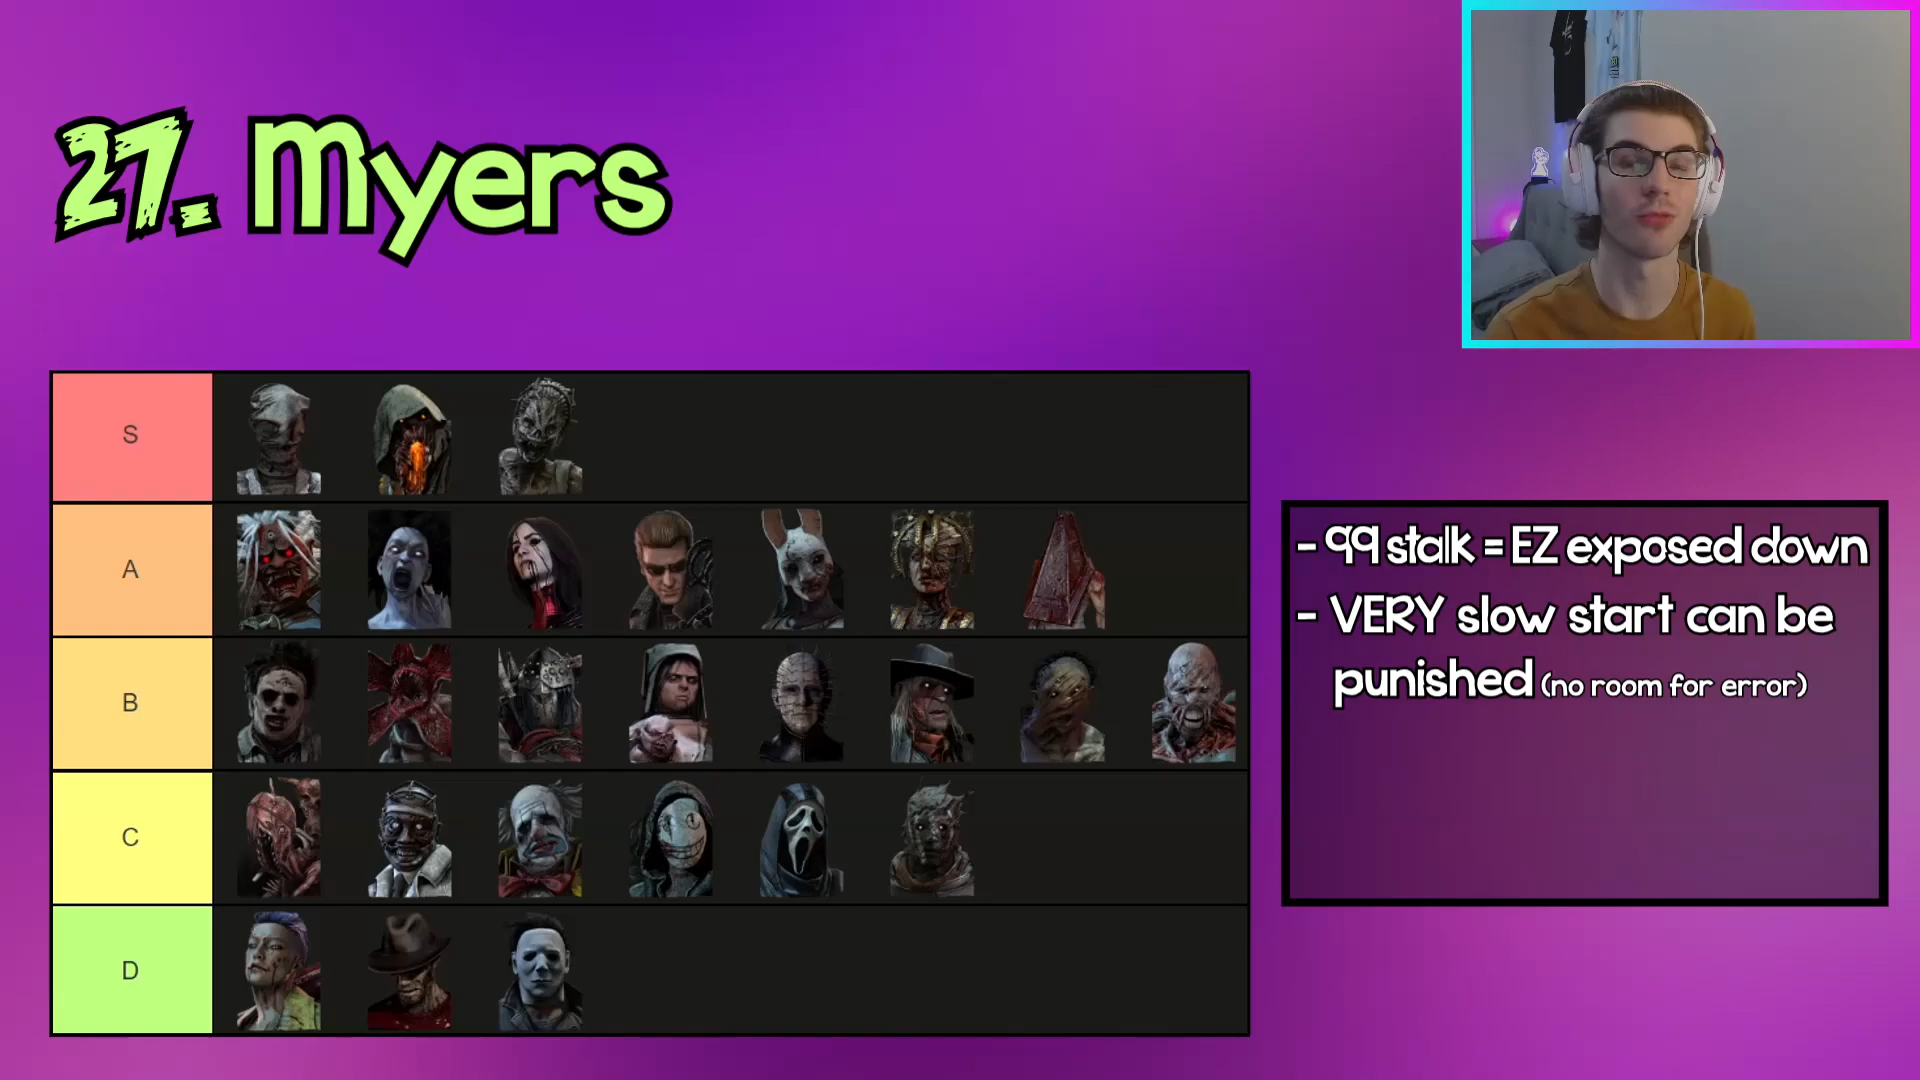 27. Myers
S
A
B
C
D
- 99 stalk = EZ exposed down
- VERY slow start can be
punished (no room for error)